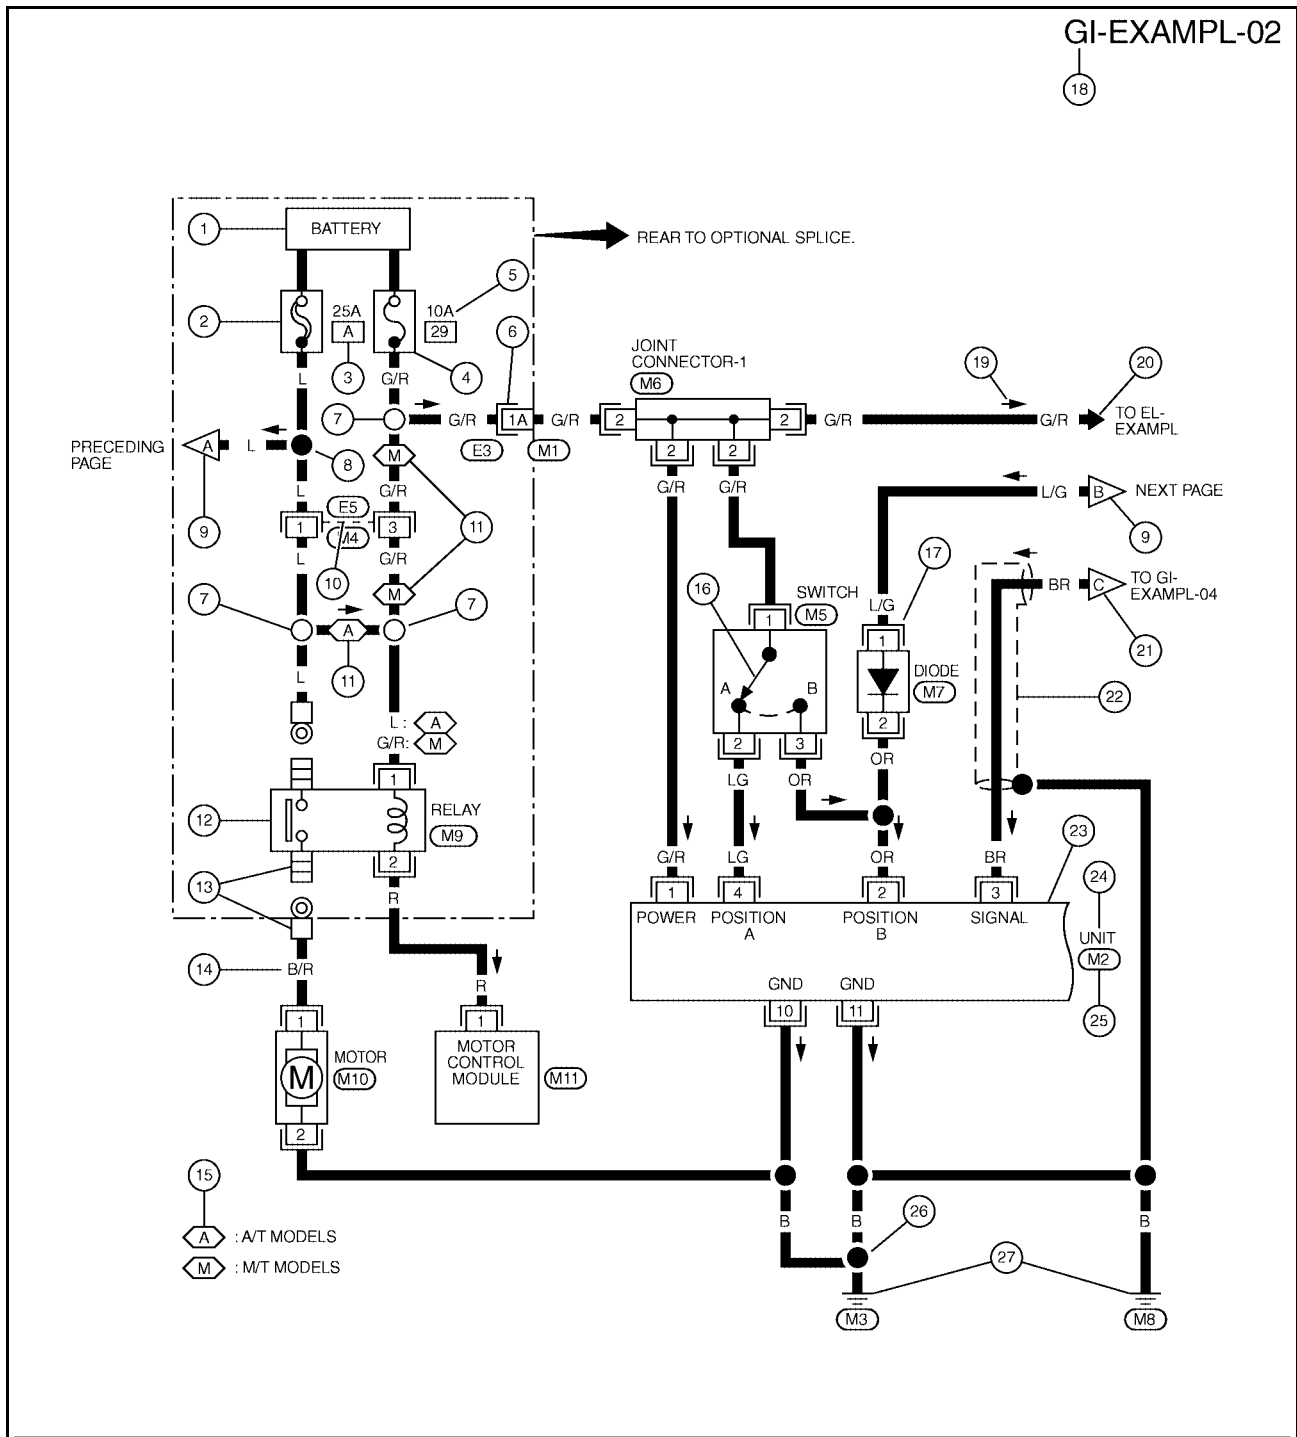 GI-EXAMPL-02
18
1
BATTERY
REAR TO OPTIONAL SPLICE.
5
2
25A
A
10A
29
6
3
4
L
G/R
JOINT
CONNECTOR-1
M6
19
20
7
G/R
1A
G/R
2
2
G/R
G/R
TO EL-
EXAMPL
PRECEDING
PAGE
A
L
8
M
E3
M1
2
2
L
G/R
G/R
G/R
L/G
B
NEXT PAGE
9
1
E5
M4
3
11
9
L
G/R
17
10
M
16
SWITCH
M5
BR
C
TO GI-
EXAMPL-04
7
7
1
L/G
A
1
21
L
11
A
B
DIODE
M7
22
L :
A
G/R:
M
2
3
2
LG
OR
OR
1
12
RELAY
M9
2
23
G/R
LG
OR
BR
13
R
1
4
2
3
24
POWER
POSITION
A
POSITION
B
SIGNAL
UNIT
M2
14
B/R
R
GND
GND
1
1
10
11
25
M
MOTOR
M10
MOTOR
CONTROL
MODULE
M11
2
15
A
: A/T MODELS
B
B
26
B
M
: M/T MODELS
27
M3
M8